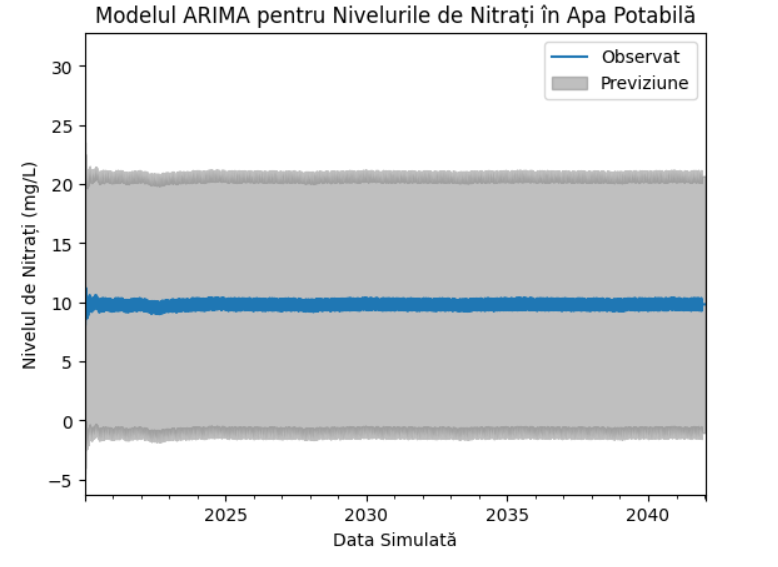 Modelul ARIMA pentru Nivelurile de Nitrați în Apa Potabilă
Observat
Previziune
30
25
20
15
10
5
0
−5
Nivelul de Nitrați (mg/L)
2025
2030
2035
2040
Data Simulată